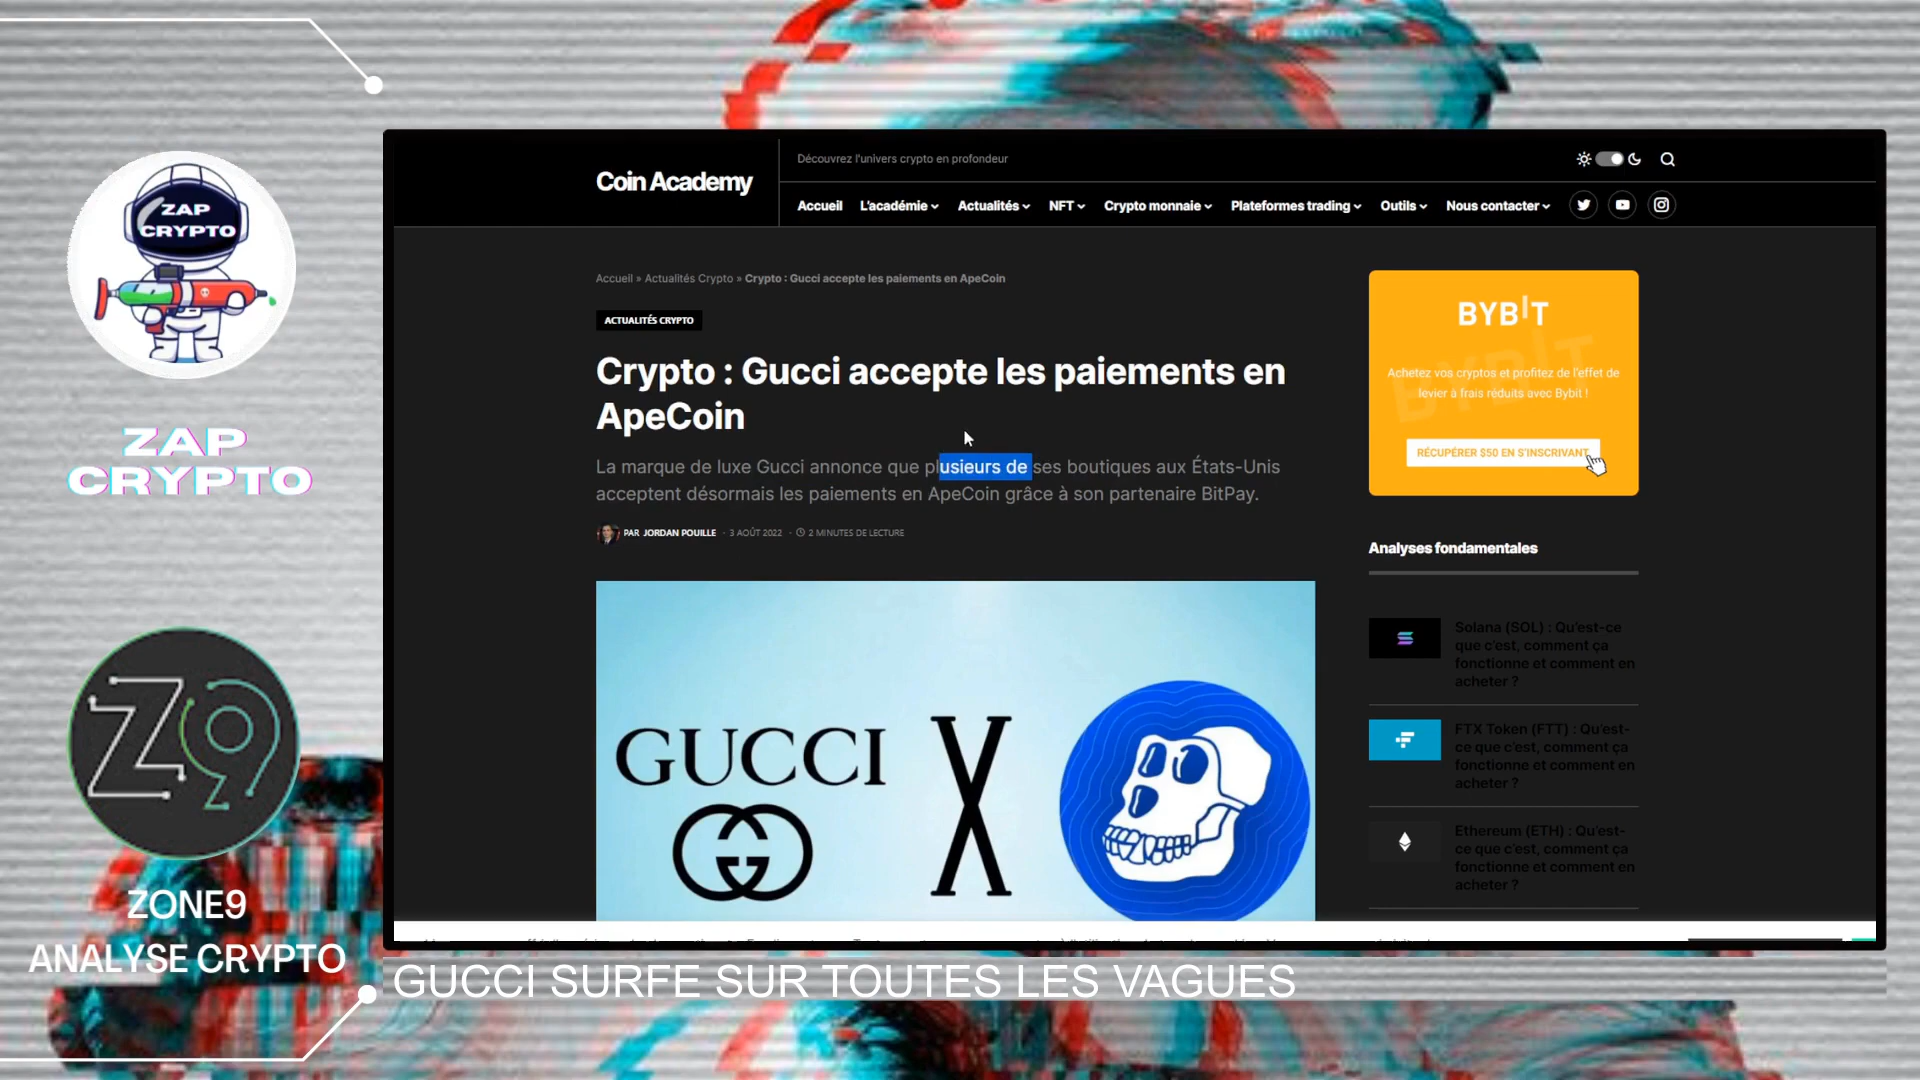 ZAP
CRYPTO
ZAP
CRYPTO
Z9
ZONE9
ANALYSE CRYPTO
Coin Academy
Découvrez l'univers crypto en profondeur
Accueil L'académie Actualités NFT Crypto monnaie Plateformes trading Outils Nous contacter
Accueil » Actualités Crypto » Crypto : Gucci accepte les paiements en ApeCoin
ACTUALITÉS CRYPTO
Crypto : Gucci accepte les paiements en
ApeCoin
La marque de luxe Gucci annonce que plusieurs de ses boutiques aux États-Unis
acceptent désormais les paiements en ApeCoin grâce à son partenaire BitPay.
PAR JORDAN POUILLE · 3 AOÛT 2022 · 2 MINUTES DE LECTURE
GUCCI X
BYBIT
BYBIT
Achetez vos cryptos et profitez de l'effet de
levier à frais réduits avec Bybit !
RÉCUPÉRER $50 EN S'INSCRIVANT
Analyses fondamentales
Solana (SOL) : Qu'est-ce
que c'est, comment ça
fonctionne et comment en
acheter ?
FTX Token (FTT) : Qu'est-
ce que c'est, comment ça
fonctionne et comment en
acheter ?
Ethereum (ETH) : Qu'est-
ce que c'est, comment ça
fonctionne et comment en
acheter ?
GUCCI SURFE SUR TOUTES LES VAGUES